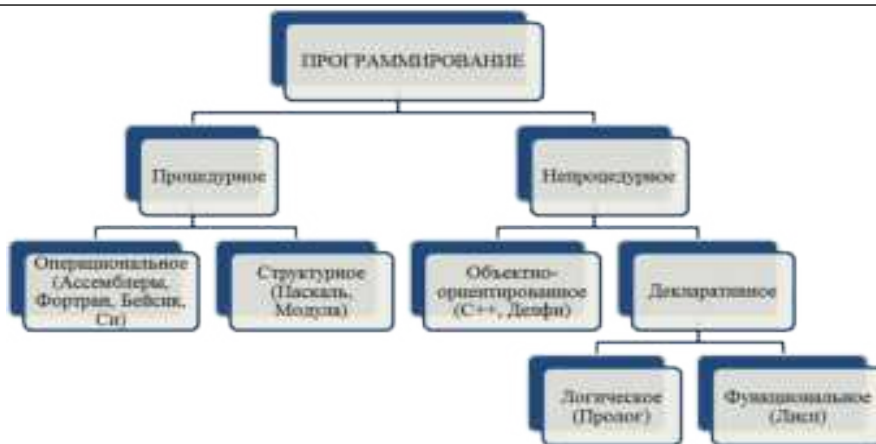 ПРОГРАММИРОВАНИЕ
Процедурное
Непроцедурное
Операциональное
(Ассемблеры,
Фортран, Бейсик,
Си)
Структурное
(Паскаль,
Модула)
Объектно-
ориентированное
(С++, Делфи)
Декларативное
Логическое
(Пролог)
Функциональное
(Лисп)